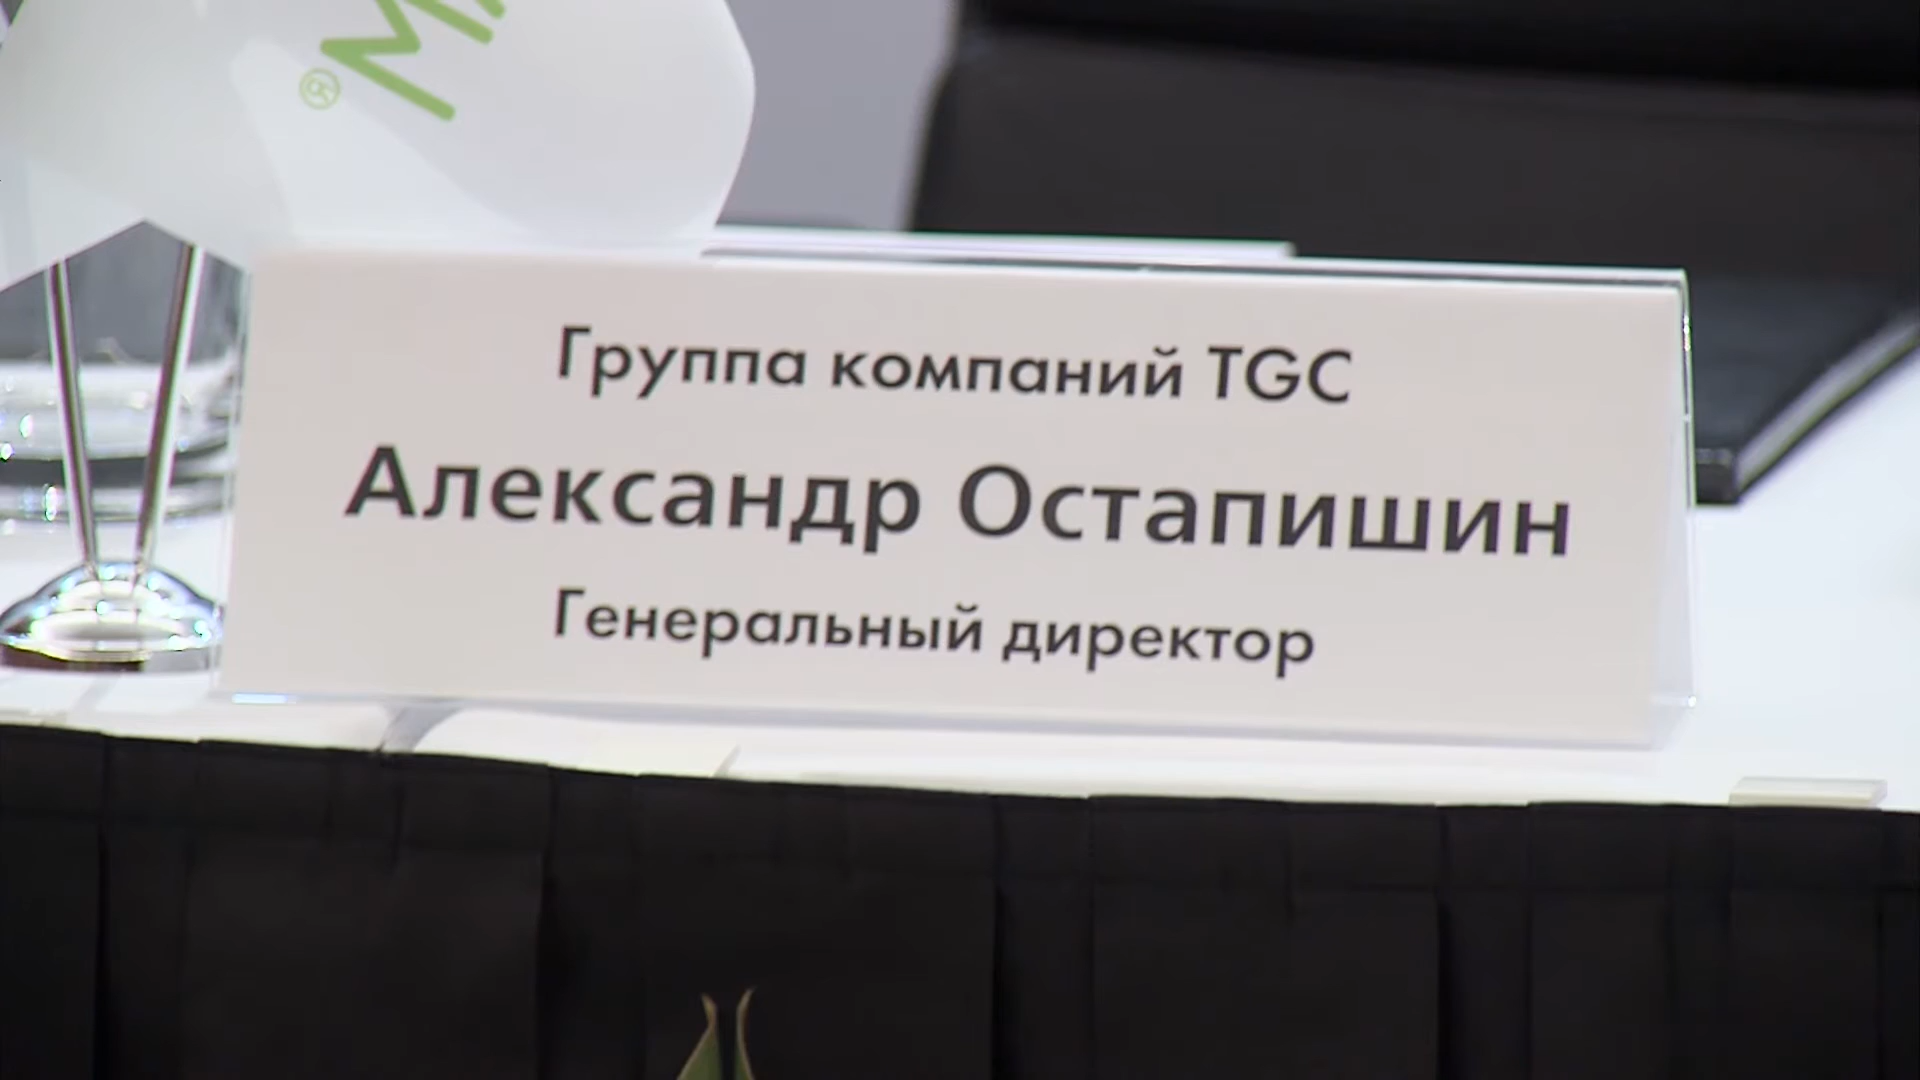 Группа компаний TGC
Александр Остапишин
Генеральный директор